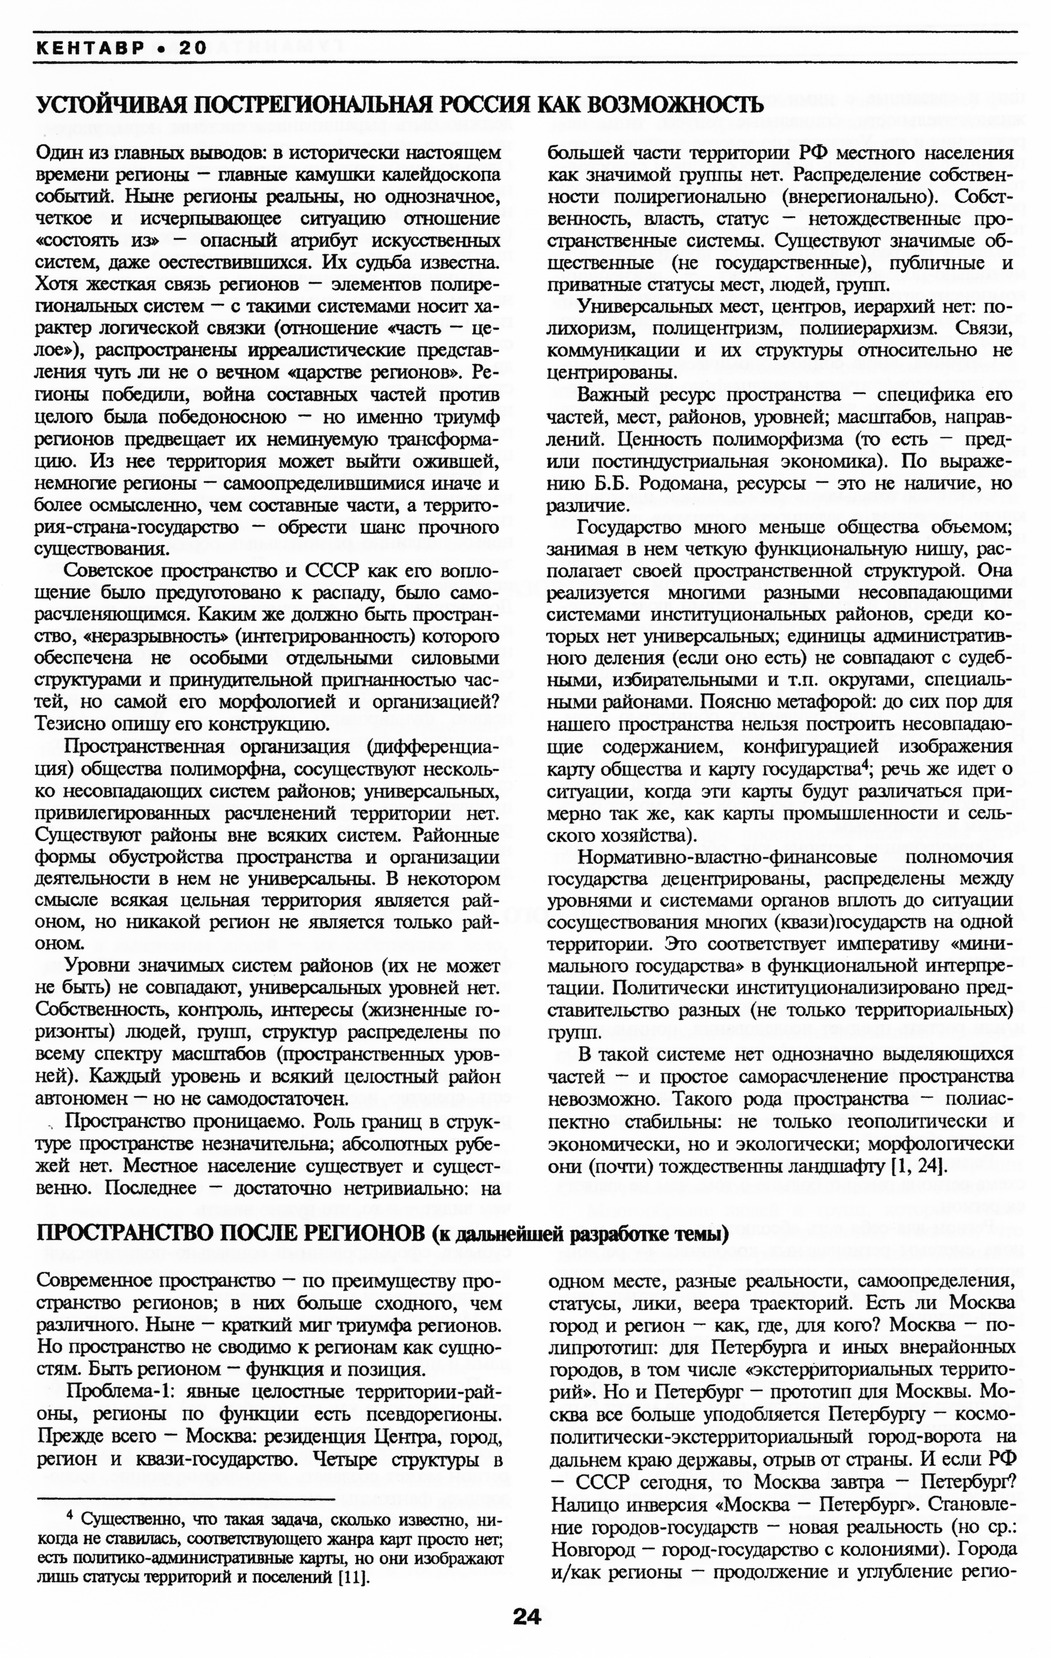 КЕНТАВР • 20
УСТОЙЧИВАЯ ПОСТРЕГИОНАЛЬНАЯ РОССИЯ КАК ВОЗМОЖНОСТЬ
Один из главных выводов: в исторически настоящем
времени регионы — главные камушки калейдоскопа
событий. Ныне регионы реальны, но однозначное,
четкое и исчерпывающее ситуацию отношение
«состоять из» — опасный атрибут искусственных
систем, даже оестествившихся. Их судьба известна.
Хотя жесткая связь регионов — элементов полире-
гиональных систем — с такими системами носит ха-
рактер логической связки (отношение «часть — це-
лое»), распространены ирреалистические представ-
ления чуть ли не о вечном «царстве регионов». Ре-
гионы победили, война составных частей против
целого была победоносною — но именно триумф
регионов предвещает их неминуемую трансформа-
цию. Из нее территория может выйти ожившей,
немногие регионы — самоопределившимися иначе и
более осмысленно, чем составные части, а террито-
рия-страна-государство — обрести шанс прочного
существования.
Советское пространство и СССР как его вопло-
щение было предуготовано к распаду, было само-
расчленяющимся. Каким же должно быть простран-
ство, «неразрывность» (интегрированность) которого
обеспечена не особыми отдельными силовыми
структурами и принудительной пригнанностью час-
тей, но самой его морфологией и организацией?
Тезисно опишу его конструкцию.
Пространственная организация (дифференциа-
ция) общества полиморфна, сосуществуют несколь-
ко несовпадающих систем районов; универсальных,
привилегированных расчленений территории нет.
Существуют районы вне всяких систем. Районные
формы обустройства пространства и организации
деятельности в нем не универсальны. В некотором
смысле всякая цельная территория является рай-
оном, но никакой регион не является только рай-
оном.
Уровни значимых систем районов (их не может
не быть) не совпадают, универсальных уровней нет.
Собственность, контроль, интересы (жизненные го-
ризонты) людей, групп, структур распределены по
всему спектру масштабов (пространственных уров-
ней). Каждый уровень и всякий целостный район
автономен — но не самодостаточен.
Пространство проницаемо. Роль границ в струк-
туре пространстве незначительна; абсолютных рубе-
жей нет. Местное население существует и сущест-
венно. Последнее — достаточно нетривиально: на
большей части территории РФ местного населения
как значимой группы нет. Распределение собствен-
ности полирегионально (внерегионально). Собст-
венность, власть, статус — нетождественные про-
странственные системы. Существуют значимые об-
щественные (не государственные), публичные и
приватные статусы мест, людей, групп.
Универсальных мест, центров, иерархий нет: по-
лихоризм, полицентризм, полииерархизм. Связи,
коммуникации и их структуры относительно не
центрированы.
Важный ресурс пространства — специфика его
частей, мест, районов, уровней; масштабов, направ-
лений. Ценность полиморфизма (то есть — пред-
или постиндустриальная экономика). По выраже-
нию Б.Б. Родомана, ресурсы — это не наличие, но
различие.
Государство много меньше общества объемом;
занимая в нем четкую функциональную нишу, рас-
полагает своей пространственной структурой. Она
реализуется многими разными несовпадающими
системами институциональных районов, среди ко-
торых нет универсальных; единицы административ-
ного деления (если оно есть) не совпадают с судеб-
ными, избирательными и т.п. округами, специаль-
ными районами. Поясню метафорой: до сих пор для
нашего пространства нельзя построить несовпадаю-
щие содержанием, конфигурацией изображения
карту общества и карту государства4; речь же идет о
ситуации, когда эти карты будут различаться при-
мерно так же, как карты промышленности и сель-
ского хозяйства).
Нормативно-властно-финансовые полномочия
государства децентрированы, распределены между
уровнями и системами органов вплоть до ситуации
сосуществования многих (квази)государств на одной
территории. Это соответствует императиву «мини-
мального государства» в функциональной интерпре-
тации. Политически институционализировано пред-
ставительство разных (не только территориальных)
групп.
В такой системе нет однозначно выделяющихся
частей — и простое саморасчленение пространства
невозможно. Такого рода пространства — полиас-
пектно стабильны: не только геополитически и
экономически, но и экологически; морфологически
они (почти) тождественны ландшафту [1, 24].
ПРОСТРАНСТВО ПОСЛЕ РЕГИОНОВ (к дальнейшей разработке темы)
Современное пространство — по преимуществу про-
странство регионов; в них больше сходного, чем
различного. Ныне — краткий миг триумфа регионов.
Но пространство не сводимо к регионам как сущно-
стям. Быть регионом — функция и позиция.
Проблема-1: явные целостные территории-рай-
оны, регионы по функции есть псевдорегионы.
Прежде всего — Москва: резиденция Центра, город,
регион и квази-государство. Четыре структуры в
4 Существенно, что такая задача, сколько известно, ни-
когда не ставилась, соответствующего жанра карт просто нет;
есть политико-административные карты, но они изображают
лишь статусы территорий и поселений [11].
одном месте, разные реальности, самоопределения,
статусы, лики, веера траекторий. Есть ли Москва
город и регион — как, где, для кого? Москва — по-
липрототип: для Петербурга и иных внерайонных
городов, в том числе «экстерриториальных террито-
рий». Но и Петербург — прототип для Москвы. Мо-
сква все больше уподобляется Петербургу — космо-
политически-экстерриториальный город-ворота на
дальнем краю державы, отрыв от страны. И если РФ
— СССР сегодня, то Москва завтра — Петербург?
Налицо инверсия «Москва — Петербург». Становле-
ние городов-государств — новая реальность (но ср.:
Новгород — город-государство с колониями). Города
и/как регионы — продолжение и углубление регио-
24